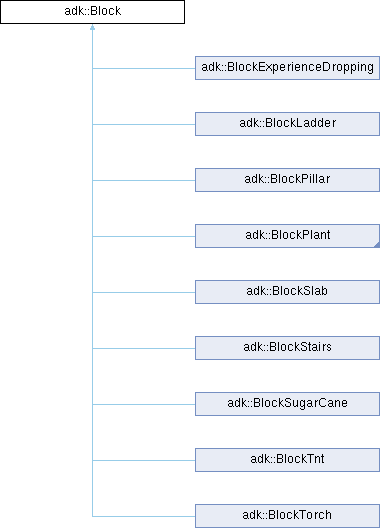 adk::Block
adk::BlockExperienceDropping
adk::BlockLadder
adk::BlockPillar
adk::BlockPlant
adk::BlockSlab
adk::BlockStairs
adk::BlockSugarCane
adk::BlockTnt
adk::BlockTorch